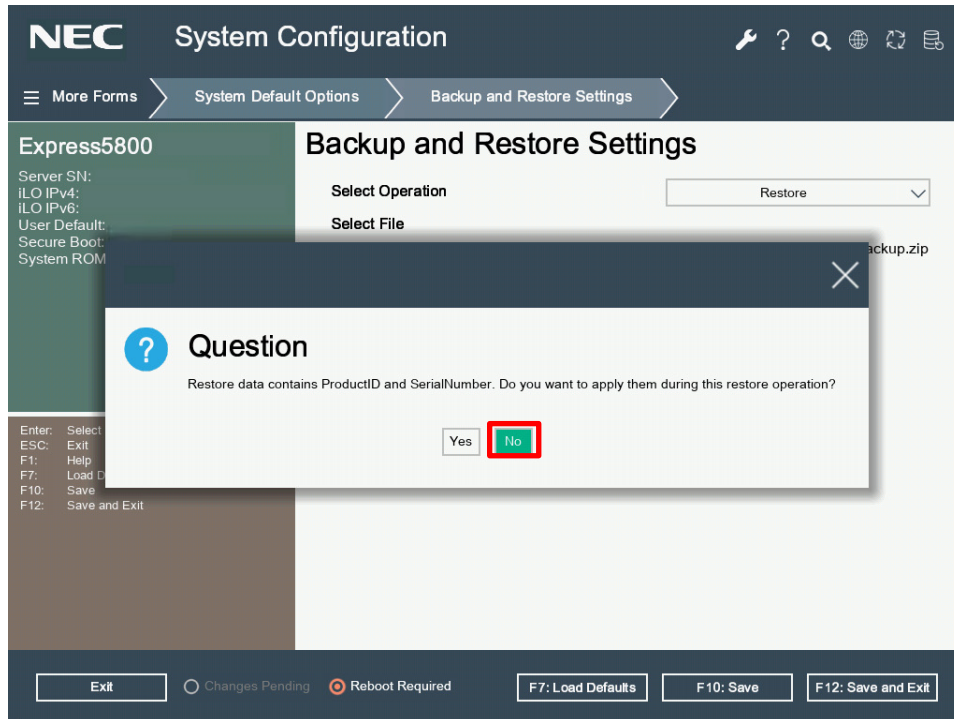 NEC System Configuration
?
More Forms System Default Options Backup and Restore Settings
Express5800
Server SN:
iLO IPv4:
iLO IPv6:
User Default:
Secure Boot:
System ROM
Backup and Restore Settings
Select Operation Restore
Select File
ackup.zip
?
Question
Restore data contains ProductID and SerialNumber. Do you want to apply them during this restore operation?
Yes No
Enter: Select
ESC: Exit
F1: Help
F7: Load D
F10: Save
F12: Save and Exit
Exit Changes Pending Reboot Required F7: Load Defaults F10: Save F12: Save and Exit